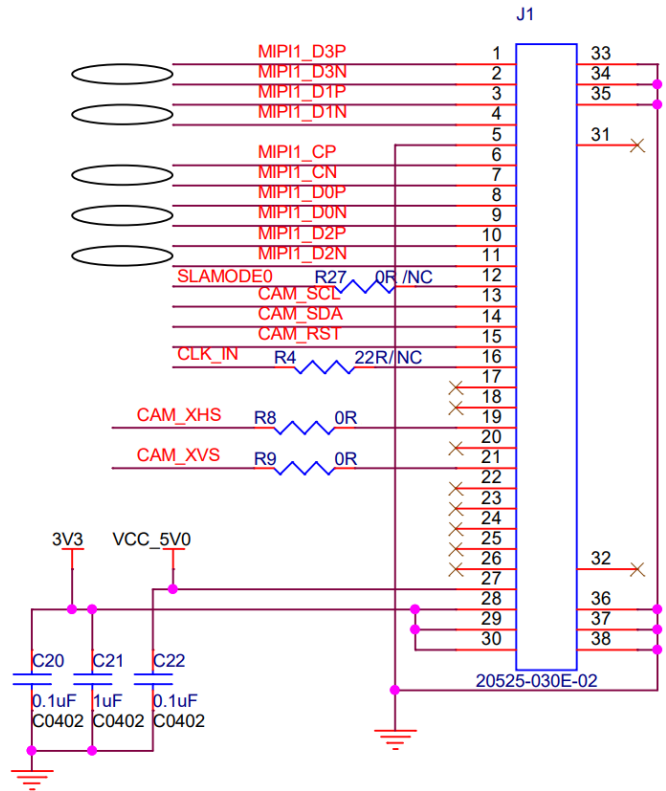 J1
MIPI1_D3P 1 33
MIPI1_D3N 2 34
MIPI1_D1P 3 35
MIPI1_D1N 4
5 31
MIPI1_CP 6
MIPI1_CN 7
MIPI1_D0P 8
MIPI1_D0N 9
MIPI1_D2P 10
MIPI1_D2N 11
SLAMODE0 R27 0R /NC 12
CAM_SCL 13
CAM_SDA 14
CAM_RST 15
CLK_IN R4 22R/NC 16
17
18
CAM_XHS R8 0R 19
20
CAM_XVS R9 0R 21
22
23
24
25
3V3 VCC_5V0 26 32
27
28 36
29 37
30 38
C20 C21 C22 20525-030E-02
0.1uF 1uF 0.1uF
C0402 C0402 C0402